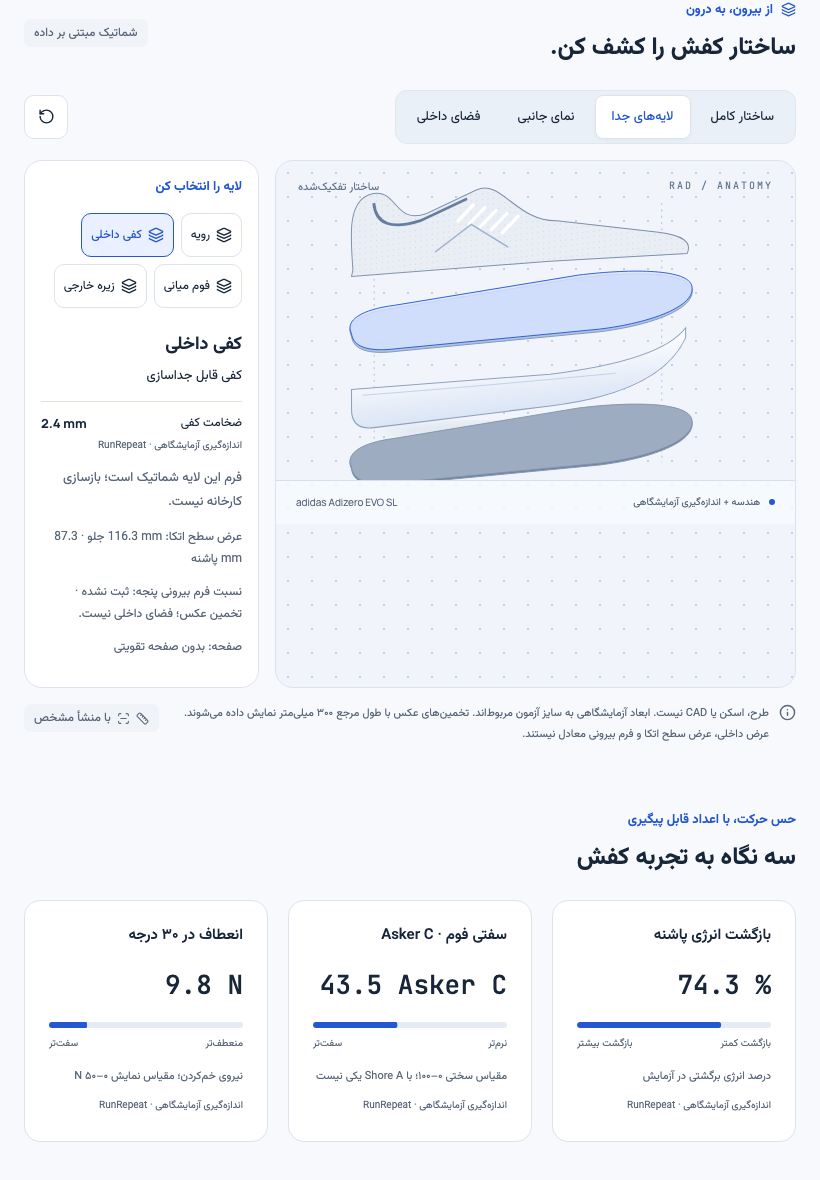 از بیرون، به درون
ساختار کفش را کشف کن.
شماتیک مبتنی بر داده
ساختار کامل
لایه‌های جدا
نمای جانبی
فضای داخلی
RAD / ANATOMY
ساختار تفکیک‌شده
هندسه + اندازه‌گیری آزمایشگاهی
adidas Adizero EVO SL
لایه را انتخاب کن
رویه
کفی داخلی
فوم میانی
زیره خارجی
کفی داخلی
کفی قابل جداسازی
ضخامت کفی
2.4 mm
اندازه‌گیری آزمایشگاهی · RunRepeat
فرم این لایه شماتیک است؛ بازسازی
کارخانه نیست.
عرض سطح اتکا: 116.3 mm جلو · 87.3
mm پاشنه
نسبت فرم بیرونی پنجه: ثبت نشده ·
تخمین عکس؛ فضای داخلی نیست.
صفحه: بدون صفحه تقویتی
طرح، اسکن یا CAD نیست. ابعاد آزمایشگاهی به سایز آزمون مربوط‌اند. تخمین‌های عکس با طول مرجع ۳۰۰ میلی‌متر نمایش داده می‌شوند.
عرض داخلی، عرض سطح اتکا و فرم بیرونی معادل نیستند.
با منشأ مشخص
حس حرکت، با اعداد قابل پیگیری
سه نگاه به تجربه کفش
بازگشت انرژی پاشنه
74.3 %
بازگشت کمتر
بازگشت بیشتر
درصد انرژی برگشتی در آزمایش
اندازه‌گیری آزمایشگاهی · RunRepeat
سفتی فوم · Asker C
43.5 Asker C
نرم‌تر
سفت‌تر
مقیاس سختی ۰–۱۰۰؛ با Shore A یکی نیست
اندازه‌گیری آزمایشگاهی · RunRepeat
انعطاف در ۳۰ درجه
9.8 N
منعطف‌تر
سفت‌تر
نیروی خم‌کردن؛ مقیاس نمایش ۰–۵۰ N
اندازه‌گیری آزمایشگاهی · RunRepeat